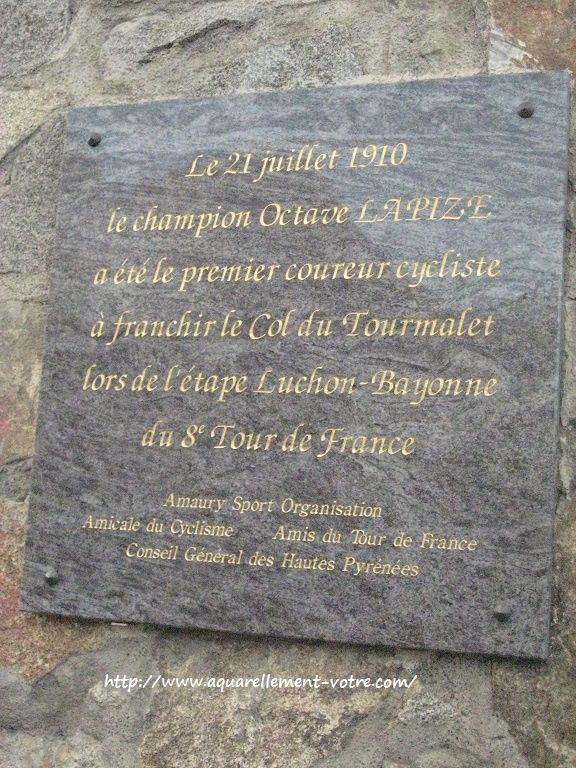 Le 21 juillet 1910
le champion Octave LAPIZE
a été le premier coureur cycliste
à franchir le Col du Tourmalet
lors de l'étape Luchon-Bayonne
du 8e Tour de France
Amaury Sport Organisation
Amicale du Cyclisme Amis du Tour de France
Conseil Général des Hautes Pyrénées
http://www.aquarellement-votre.com/